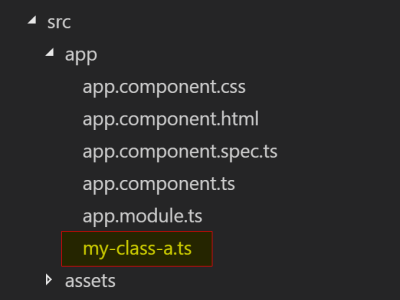 src
app
app.component.css
app.component.html
app.component.spec.ts
app.component.ts
app.module.ts
my-class-a.ts
assets